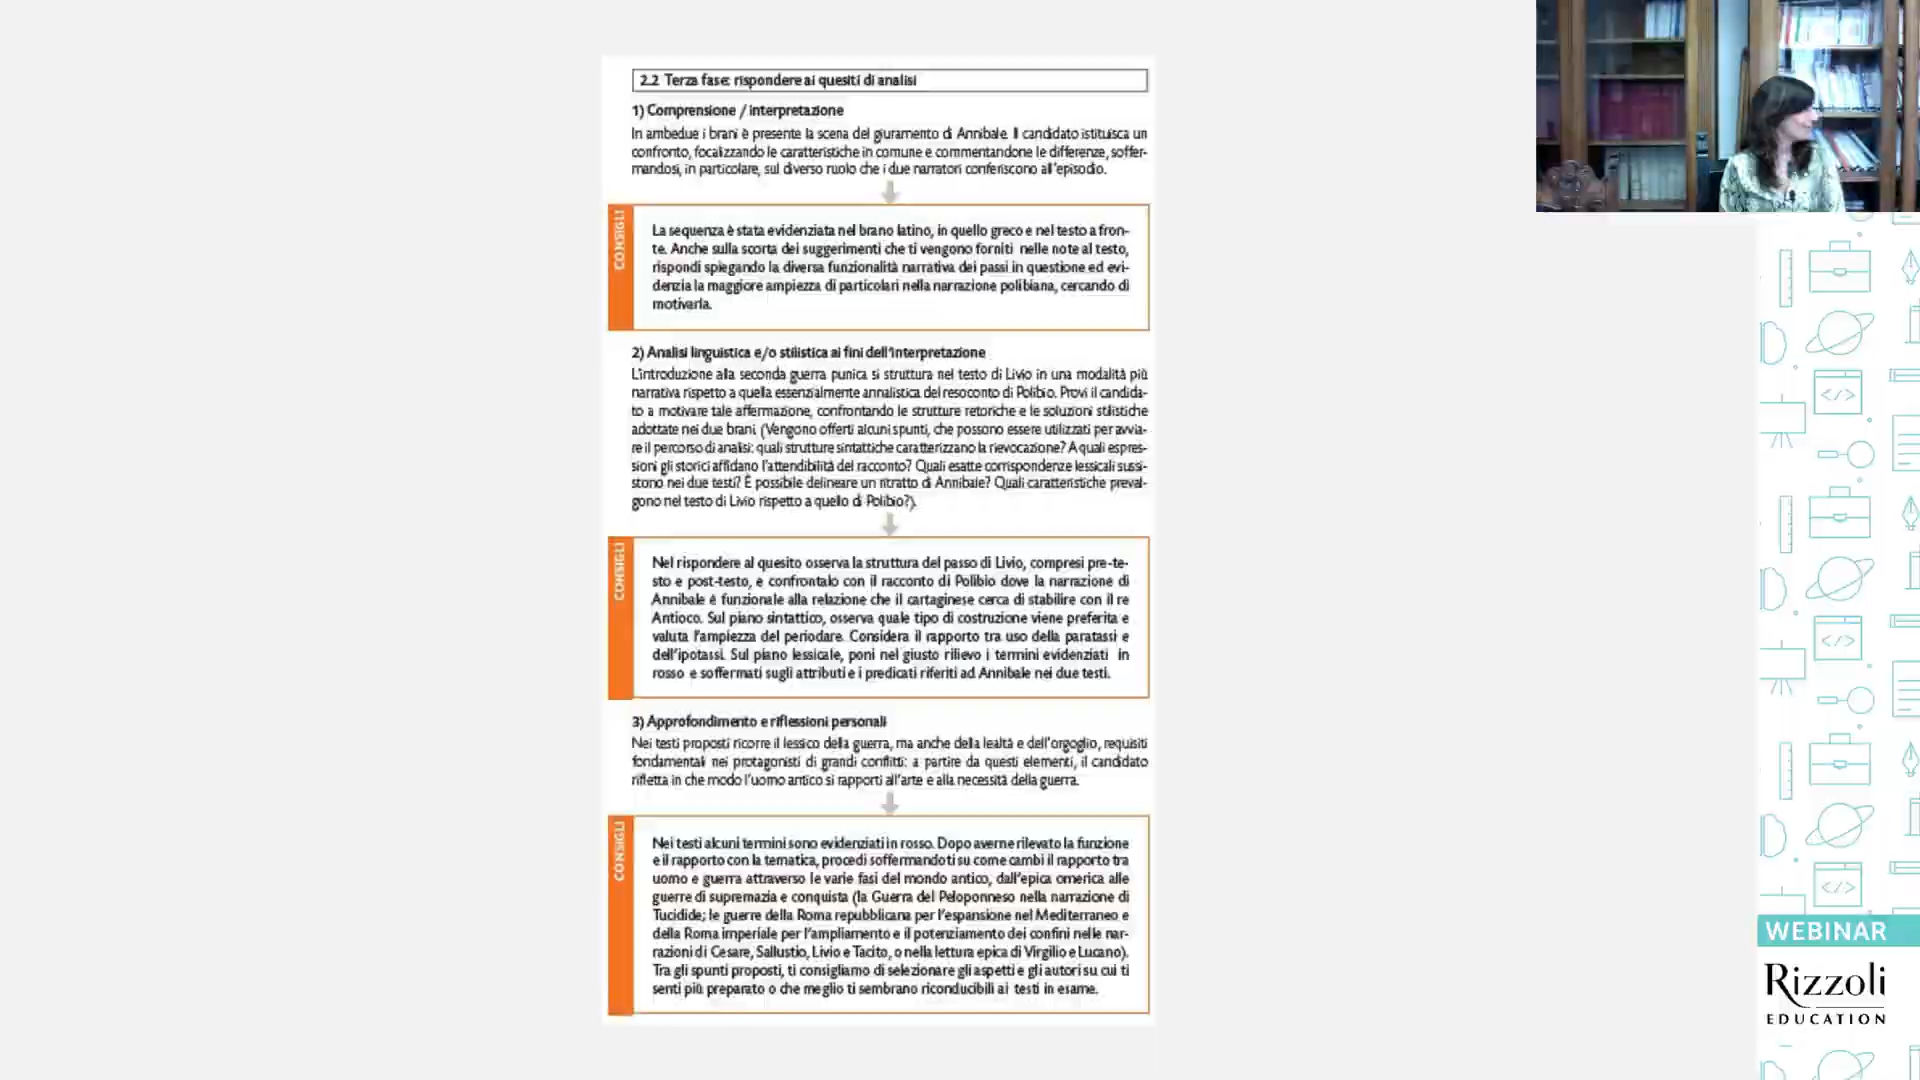 2.2 Terza fase: rispondere ai quesiti di analisi
1) Comprensione / interpretazione
In ambedue i brani è presente la scena del giuramento di Annibale. Il candidato istituisca un
confronto, focalizzando le caratteristiche in comune e commentandone le differenze, soffer-
mandosi, in particolare, sul diverso ruolo che i due narratori conferiscono all'episodio.
CONSIGLI
La sequenza è stata evidenziata nel brano latino, in quello greco e nel testo a fron-
te. Anche sulla scorta dei suggerimenti che ti vengono forniti nelle note al testo,
rispondi spiegando la diversa funzionalità narrativa dei passi in questione ed evi-
denzia la maggiore ampiezza di particolari nella narrazione polibiana, cercando di
motivarla.
2) Analisi linguistica e/o stilistica ai fini dell'interpretazione
L'introduzione alla seconda guerra punica si struttura nel testo di Livio in una modalità più
narrativa rispetto a quella essenzialmente annalistica del resoconto di Polibio. Provi il candida-
to a motivare tale affermazione, confrontando le strutture retoriche e le soluzioni stilistiche
adottate nei due brani. (Vengono offerti alcuni spunti, che possono essere utilizzati per avvia-
re il percorso di analisi: quali strutture sintattiche caratterizzano la rievocazione? A quali espres-
sioni gli storici affidano l'attendibilità del racconto? Quali esatte corrispondenze lessicali sussi-
stono nei due testi? È possibile delineare un ritratto di Annibale? Quali caratteristiche preval-
gono nel testo di Livio rispetto a quello di Polibio?).
CONSIGLI
Nel rispondere al quesito osserva la struttura del passo di Livio, compresi pre-te-
sto e post-testo, e confrontalo con il racconto di Polibio dove la narrazione di
Annibale è funzionale alla relazione che il cartaginese cerca di stabilire con il re
Antioco. Sul piano sintattico, osserva quale tipo di costruzione viene preferita e
valuta l'ampiezza del periodare. Considera il rapporto tra uso della paratassi e
dell'ipotassi. Sul piano lessicale, poni nel giusto rilievo i termini evidenziati in
rosso e soffermati sugli attributi e i predicati riferiti ad Annibale nei due testi.
3) Approfondimento e riflessioni personali
Nei testi proposti ricorre il lessico della guerra, ma anche della lealtà e dell'orgoglio, requisiti
fondamentali nei protagonisti di grandi conflitti: a partire da questi elementi, il candidato
rifletta in che modo l'uomo antico si rapporti all'arte e alla necessità della guerra.
CONSIGLI
Nei testi alcuni termini sono evidenziati in rosso. Dopo averne rilevato la funzione
e il rapporto con la tematica, procedi soffermandoti su come cambi il rapporto tra
uomo e guerra attraverso le varie fasi del mondo antico, dall'epica omerica alle
guerre di supremazia e conquista (la Guerra del Peloponneso nella narrazione di
Tucidide; le guerre della Roma repubblicana per l'espansione nel Mediterraneo e
della Roma imperiale per l'ampliamento e il potenziamento dei confini nelle nar-
razioni di Cesare, Sallustio, Livio e Tacito, o nella lettura epica di Virgilio e Lucano).
Tra gli spunti proposti, ti consigliamo di selezionare gli aspetti e gli autori su cui ti
senti più preparato o che meglio ti sembrano riconducibili ai testi in esame.
WEBINAR
Rizzoli
EDUCATION